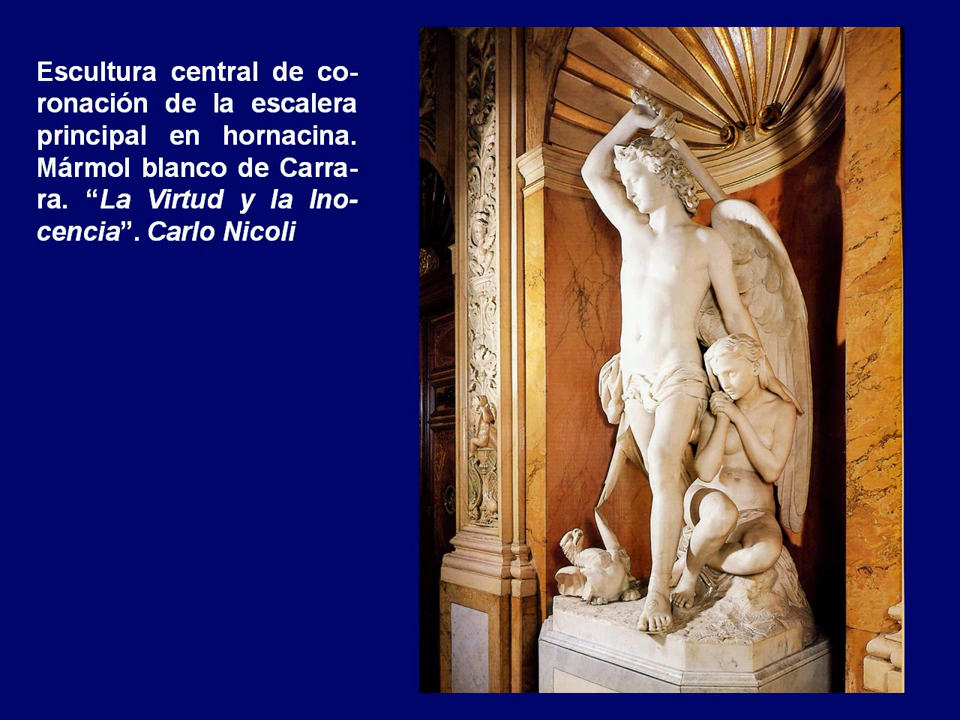 Escultura central de co-
ronación de la escalera
principal en hornacina.
Mármol blanco de Carra-
ra. “La Virtud y la Ino-
cencia”. Carlo Nicoli